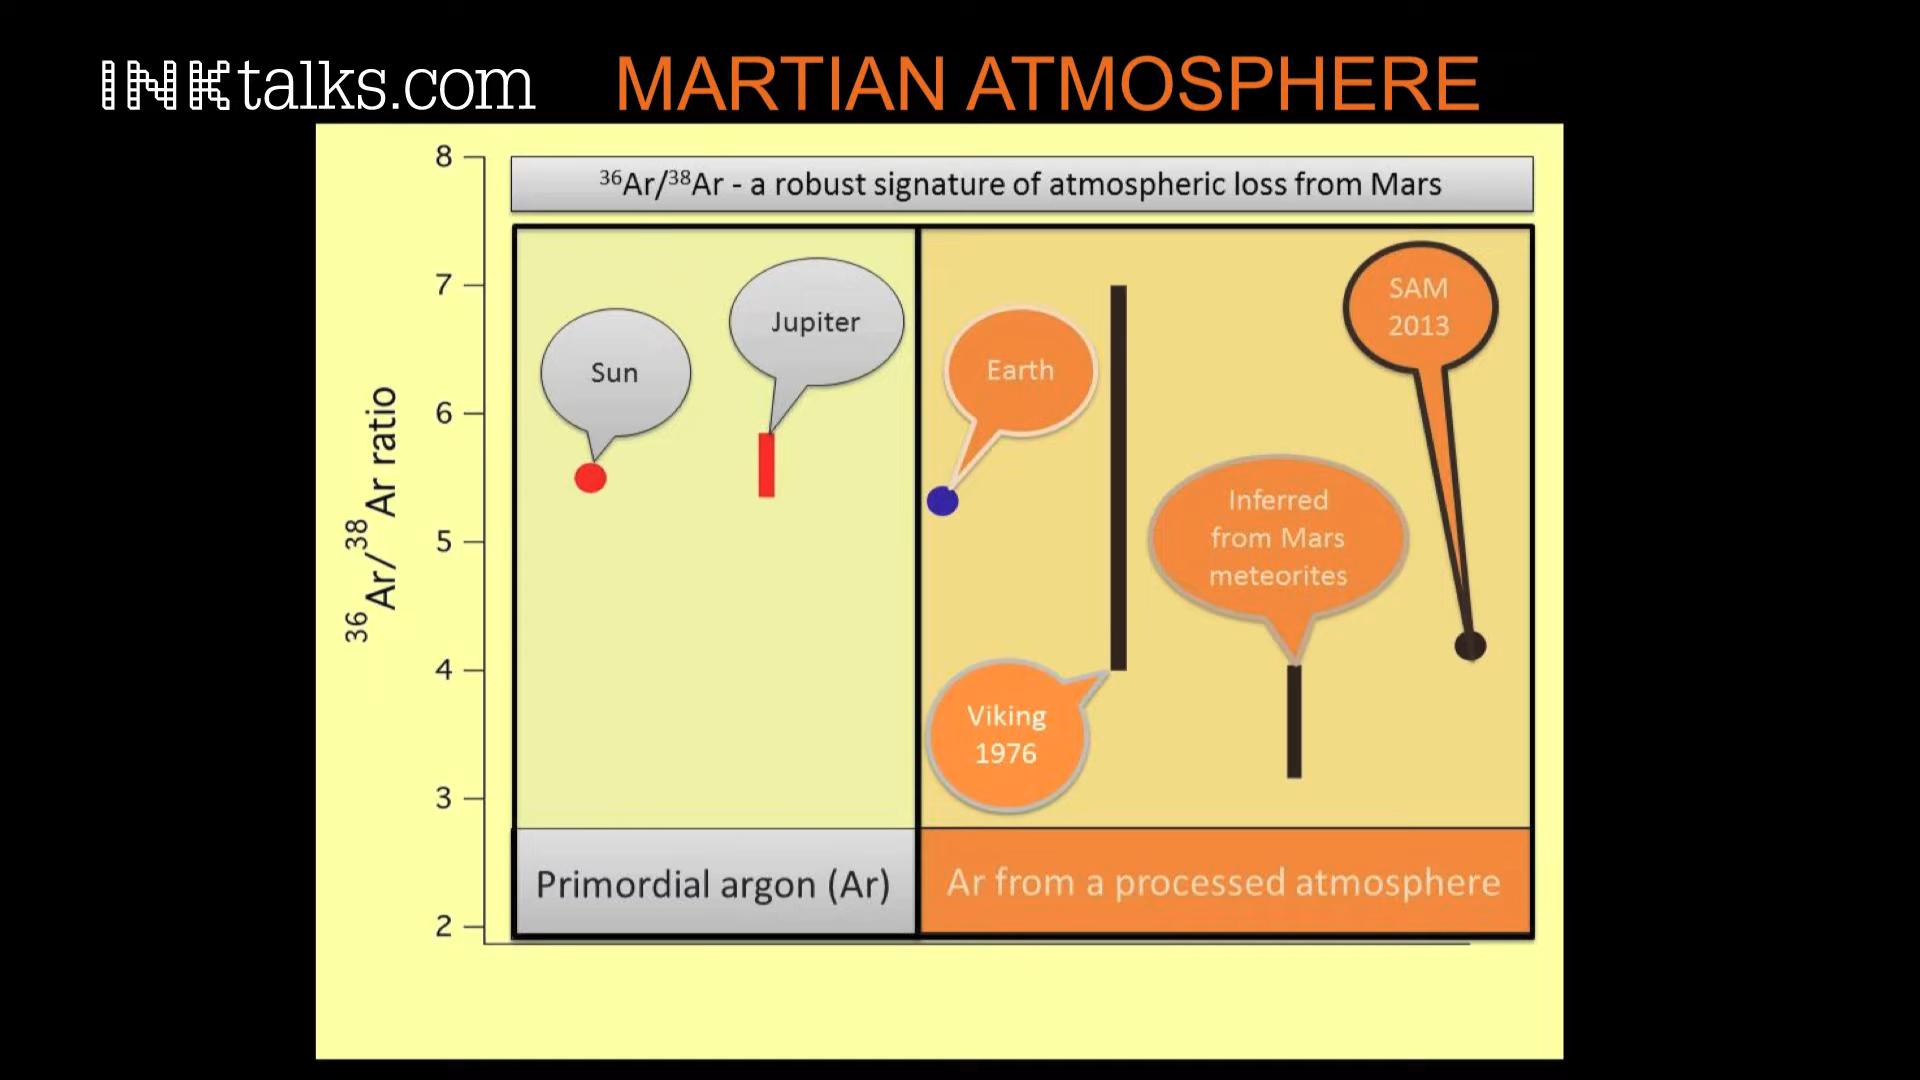 INKtalks.com
MARTIAN ATMOSPHERE
³⁶Ar/³⁸Ar - a robust signature of atmospheric loss from Mars
³⁶Ar/³⁸Ar ratio
8
7
6
5
4
3
2
Sun
Jupiter
Earth
SAM
2013
Inferred
from Mars
meteorites
Viking
1976
Primordial argon (Ar)
Ar from a processed atmosphere